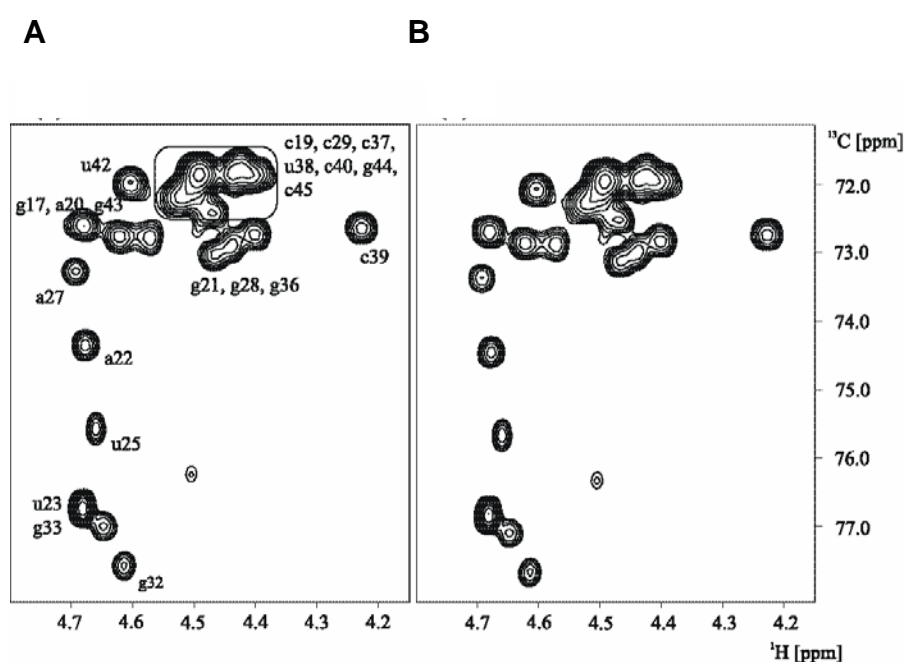 A B
c19, c29, c37,
u38, c40, g44,
c45
u42
g17, a20, g43
c39
g21, g28, g36
a27
a22
u25
u23
g33
g32
¹³C [ppm]
72.0
73.0
74.0
75.0
76.0
77.0
4.7 4.6 4.5 4.4 4.3 4.2
4.7 4.6 4.5 4.4 4.3 4.2
¹H [ppm]